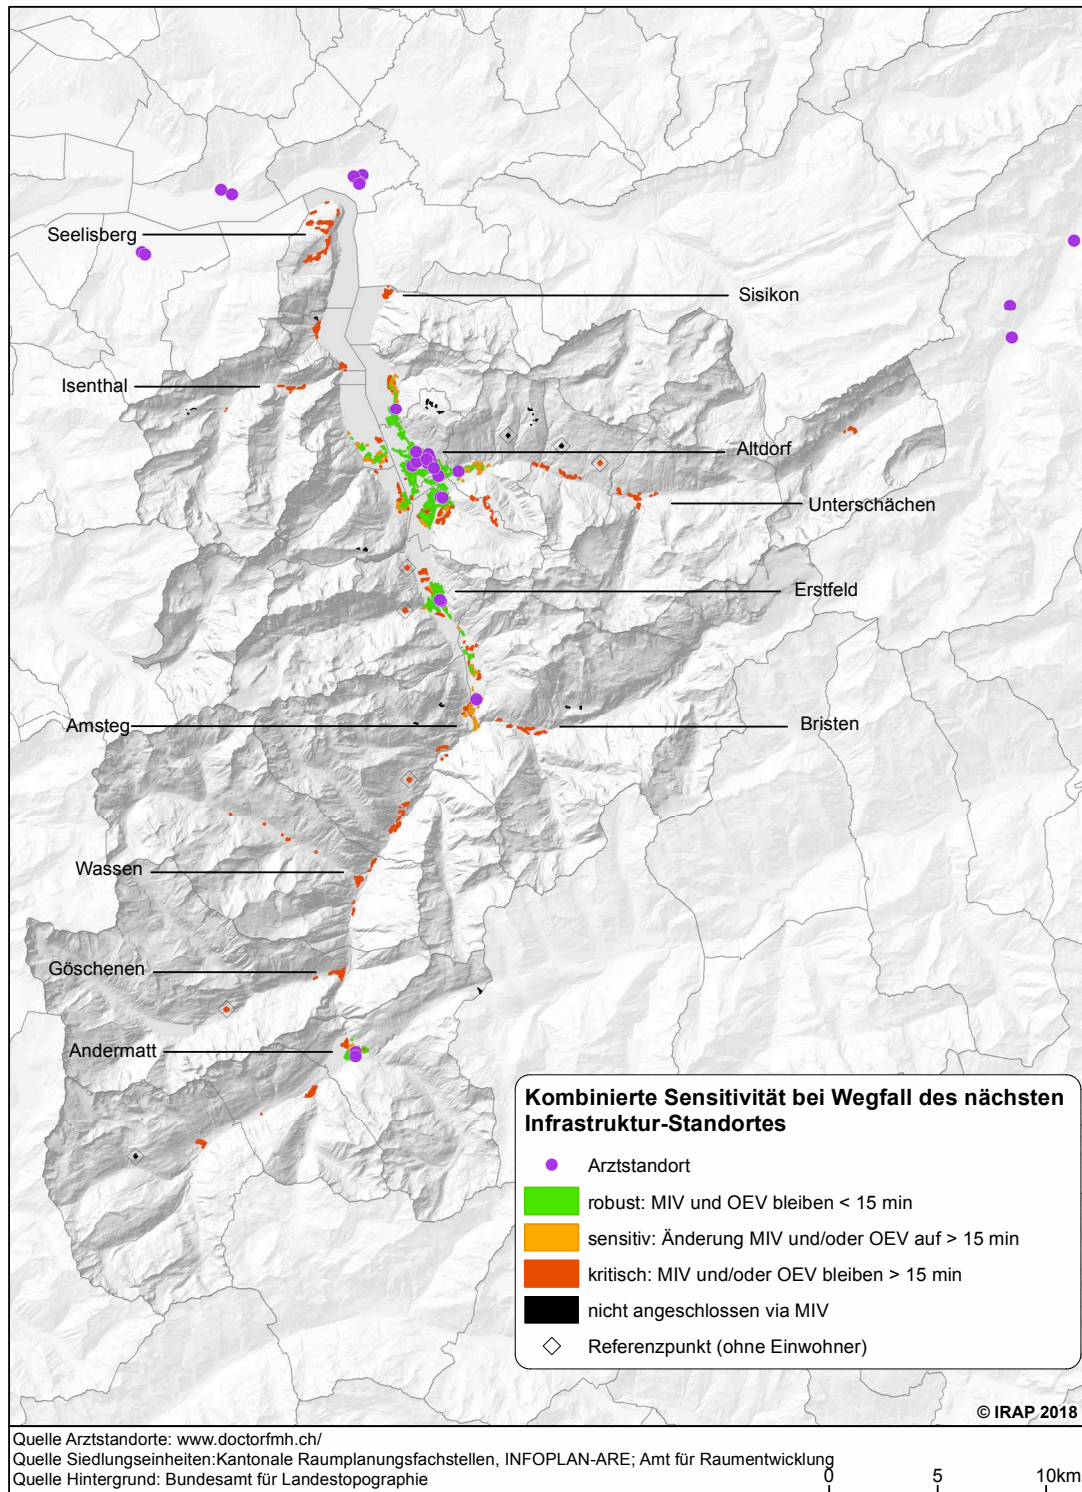 Seelisberg
Sisikon
Isenthal
Altdorf
Unterschächen
Erstfeld
Amsteg
Bristen
Wassen
Göschenen
Andermatt
Kombinierte Sensitivität bei Wegfall des nächsten
Infrastruktur-Standortes
Arztstandort
robust: MIV und OEV bleiben < 15 min
sensitiv: Änderung MIV und/oder OEV auf > 15 min
kritisch: MIV und/oder OEV bleiben > 15 min
nicht angeschlossen via MIV
Referenzpunkt (ohne Einwohner)
© IRAP 2018
Quelle Arztstandorte: www.doctorfmh.ch/
Quelle Siedlungseinheiten:Kantonale Raumplanungsfachstellen, INFOPLAN-ARE; Amt für Raumentwicklung
Quelle Hintergrund: Bundesamt für Landestopographie
0 5 10km